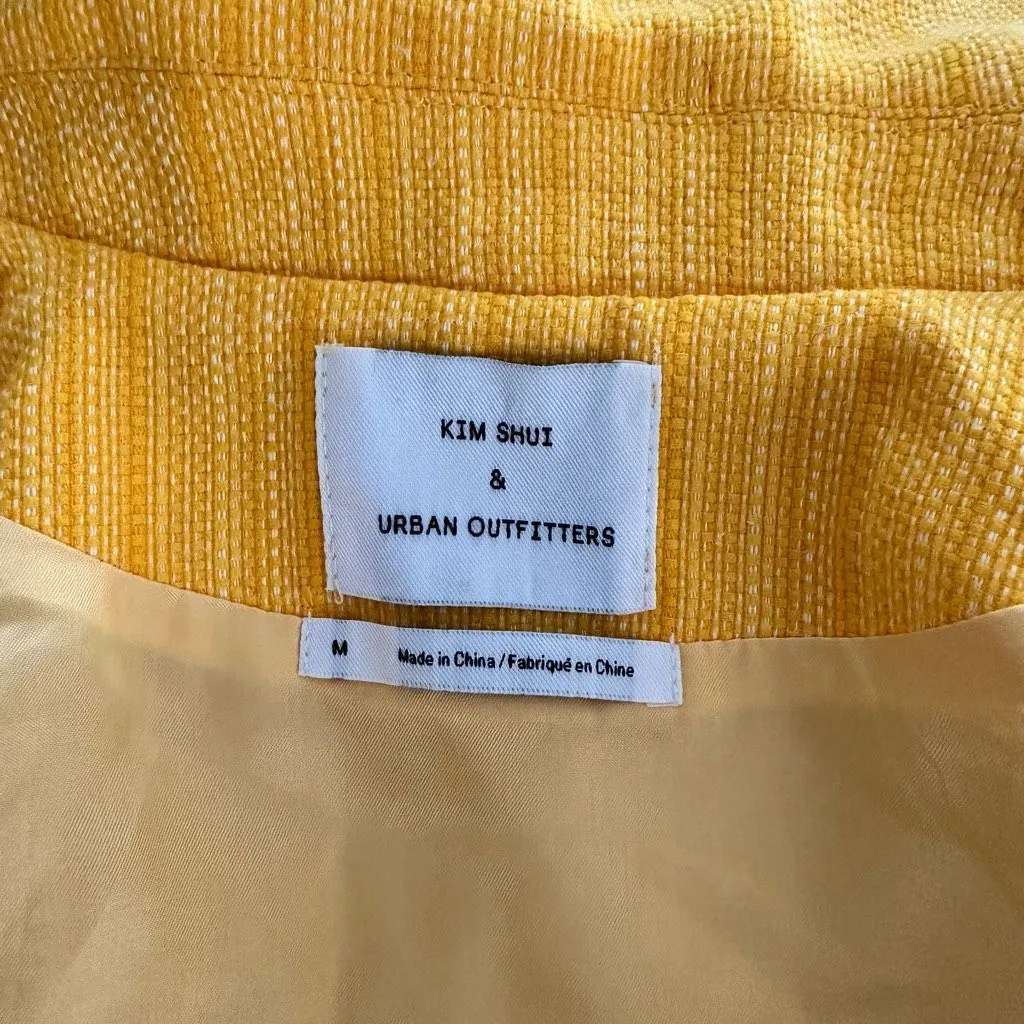 KIM SHUI
&
URBAN OUTFITTERS
M Made in China / Fabriqué en Chine